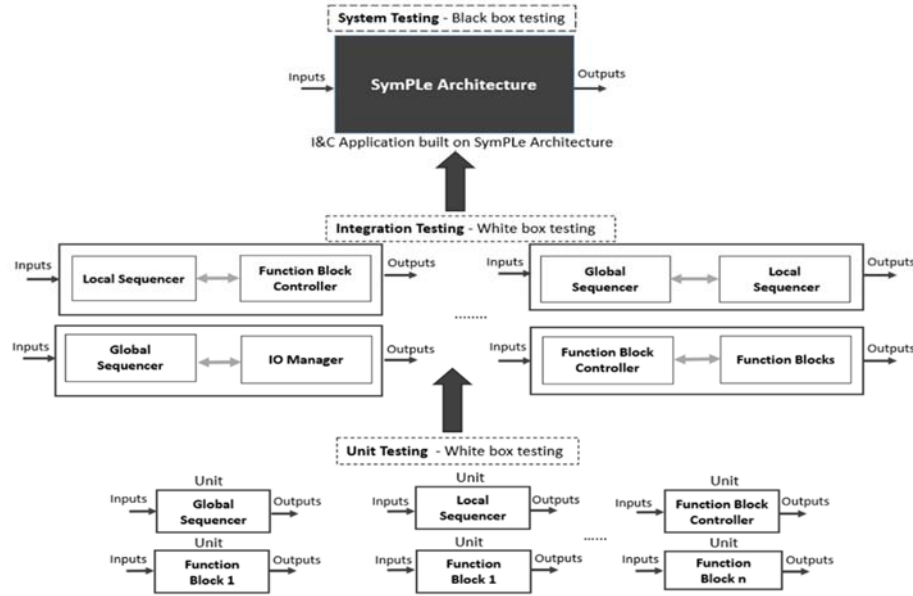 System Testing - Black box testing
Inputs
SymPLe Architecture
Outputs
I&C Application built on SymPLe Architecture
Integration Testing - White box testing
Inputs
Local Sequencer
Function Block
Controller
Outputs
Inputs
Global
Sequencer
Local
Sequencer
Outputs
........
Inputs
Global
Sequencer
IO Manager
Outputs
Inputs
Function Block
Controller
Function Blocks
Outputs
Unit Testing - White box testing
Unit
Inputs
Global
Sequencer
Outputs
Unit
Inputs
Local
Sequencer
Outputs
Unit
Inputs
Function Block
Controller
Outputs
......
Unit
Inputs
Function
Block 1
Outputs
Unit
Inputs
Function
Block 1
Outputs
Unit
Inputs
Function
Block n
Outputs